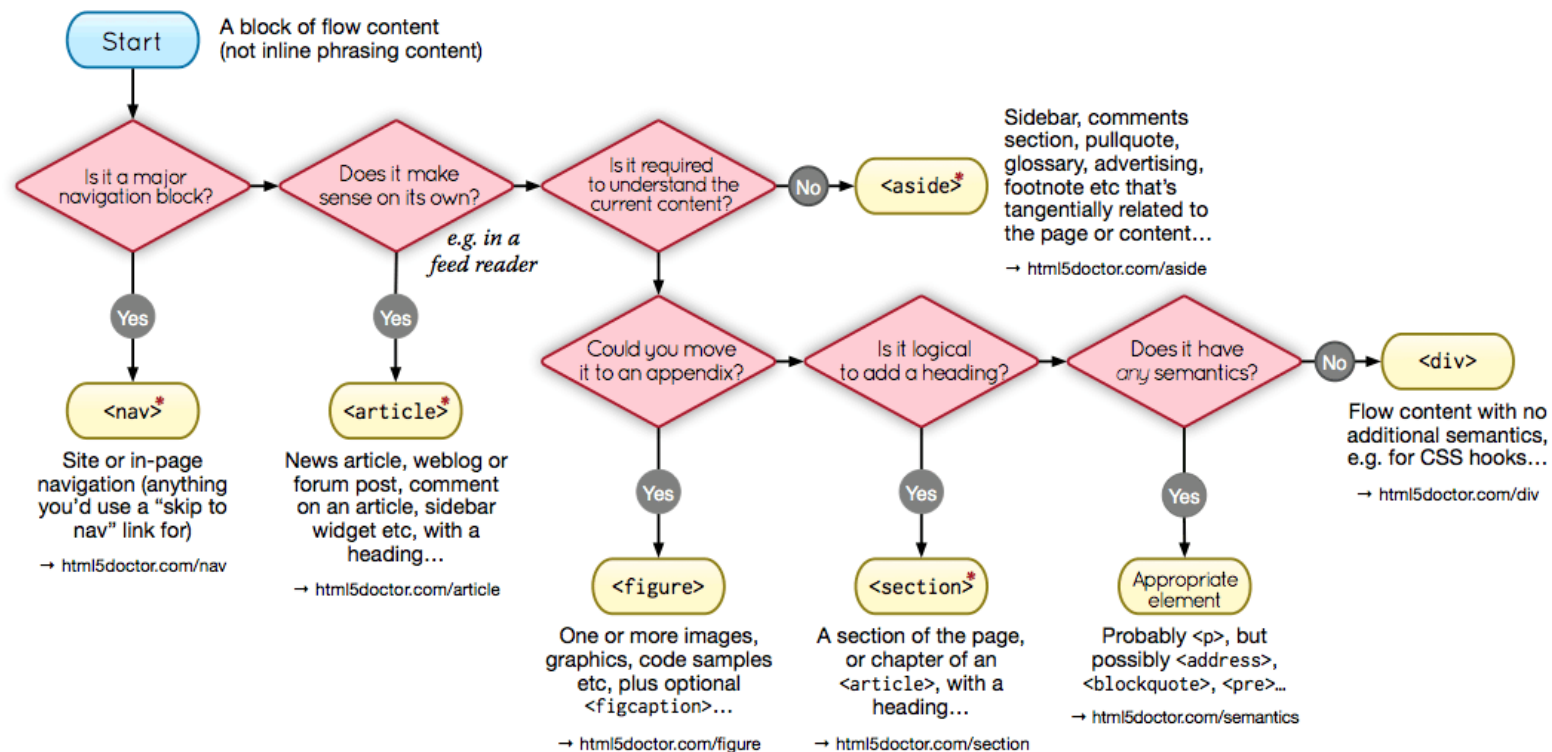 Start
A block of flow content
(not inline phrasing content)
Is it a major
navigation block?
Does it make
sense on its own?
e.g. in a
feed reader
Is it required
to understand the
current content?
No
<aside>*
Sidebar, comments
section, pullquote,
glossary, advertising,
footnote etc that's
tangentially related to
the page or content…
→ html5doctor.com/aside
Yes
<nav>*
Site or in-page
navigation (anything
you'd use a “skip to
nav” link for)
→ html5doctor.com/nav
Yes
<article>*
News article, weblog or
forum post, comment
on an article, sidebar
widget etc, with a
heading…
→ html5doctor.com/article
Could you move
it to an appendix?
Is it logical
to add a heading?
Does it have
any semantics?
No
<div>
Flow content with no
additional semantics,
e.g. for CSS hooks…
→ html5doctor.com/div
Yes
<figure>
One or more images,
graphics, code samples
etc, plus optional
<figcaption>…
→ html5doctor.com/figure
Yes
<section>*
A section of the page,
or chapter of an
<article>, with a
heading…
→ html5doctor.com/section
Yes
Appropriate
element
Probably <p>, but
possibly <address>,
<blockquote>, <pre>…
→ html5doctor.com/semantics